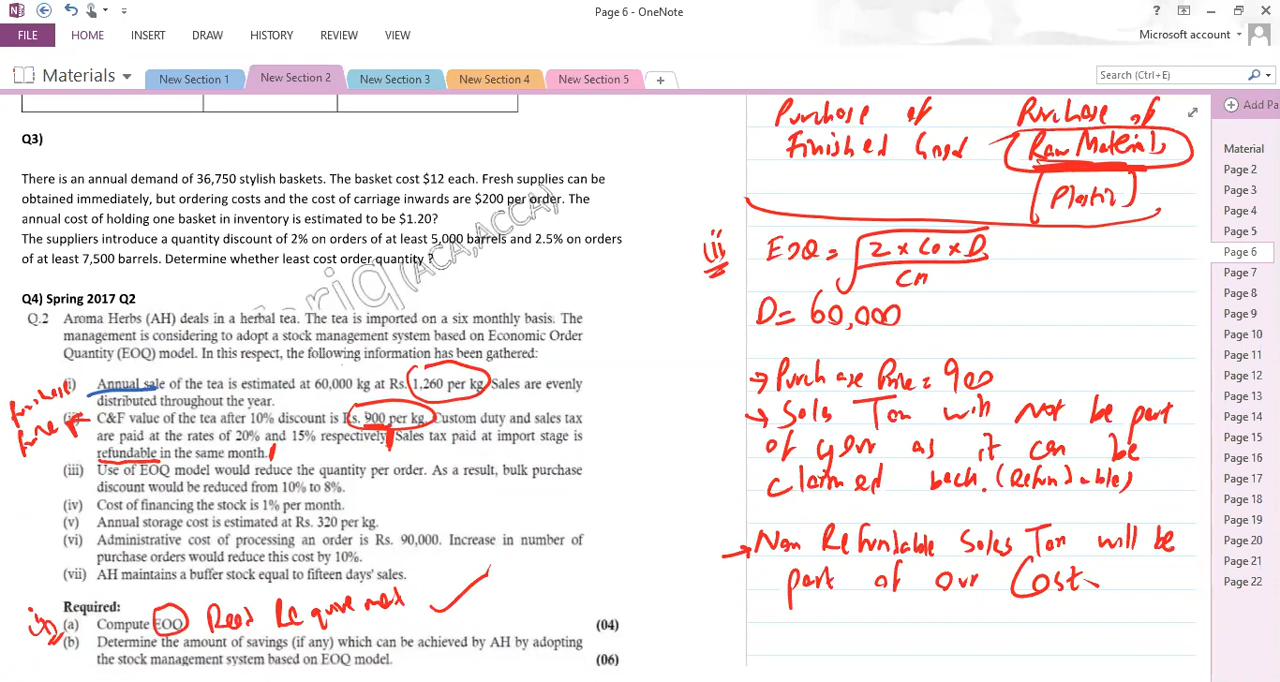 Page 6 - OneNote
Microsoft account
FILE HOME INSERT DRAW HISTORY REVIEW VIEW
Materials
New Section 1 New Section 2 New Section 3 New Section 4 New Section 5 +
Search (Ctrl+E)
Q3)
There is an annual demand of 36,750 stylish baskets. The basket cost $12 each. Fresh supplies can be
obtained immediately, but ordering costs and the cost of carriage inwards are $200 per order. The
annual cost of holding one basket in inventory is estimated to be $1.20?
The suppliers introduce a quantity discount of 2% on orders of at least 5,000 barrels and 2.5% on orders
of at least 7,500 barrels. Determine whether least cost order quantity ?
(ACA,ACCA)
Q4) Spring 2017 Q2
Q.2 Aroma Herbs (AH) deals in a herbal tea. The tea is imported on a six monthly basis. The
management is considering to adopt a stock management system based on Economic Order
Quantity (EOQ) model. In this respect, the following information has been gathered:
(i) Annual sale of the tea is estimated at 60,000 kg at Rs. 1,260 per kg. Sales are evenly
distributed throughout the year.
(ii) C&F value of the tea after 10% discount is Rs. 900 per kg. Custom duty and sales tax
are paid at the rates of 20% and 15% respectively. Sales tax paid at import stage is
refundable in the same month.
(iii) Use of EOQ model would reduce the quantity per order. As a result, bulk purchase
discount would be reduced from 10% to 8%.
(iv) Cost of financing the stock is 1% per month.
(v) Annual storage cost is estimated at Rs. 320 per kg.
(vi) Administrative cost of processing an order is Rs. 90,000. Increase in number of
purchase orders would reduce this cost by 10%.
(vii) AH maintains a buffer stock equal to fifteen days' sales.
Required:
(a) Compute EOQ (04)
Read Requirement
(b) Determine the amount of savings (if any) which can be achieved by AH by adopting
the stock management system based on EOQ model. (06)
Purchase of Purchase of
Finished Good Raw Materials
Plastic
(ii) EOQ = √ 2 × Co × D
CH
D = 60,000
→ Purchase Price = 900
→ Sales Tax will not be part
of your as it can be
claimed back. (Refundable)
→ Non Refundable Sales Tax will be
part of our Cost
Add Pa
Material
Page 2
Page 3
Page 4
Page 5
Page 6
Page 7
Page 8
Page 9
Page 10
Page 11
Page 12
Page 13
Page 14
Page 15
Page 16
Page 17
Page 18
Page 19
Page 20
Page 21
Page 22